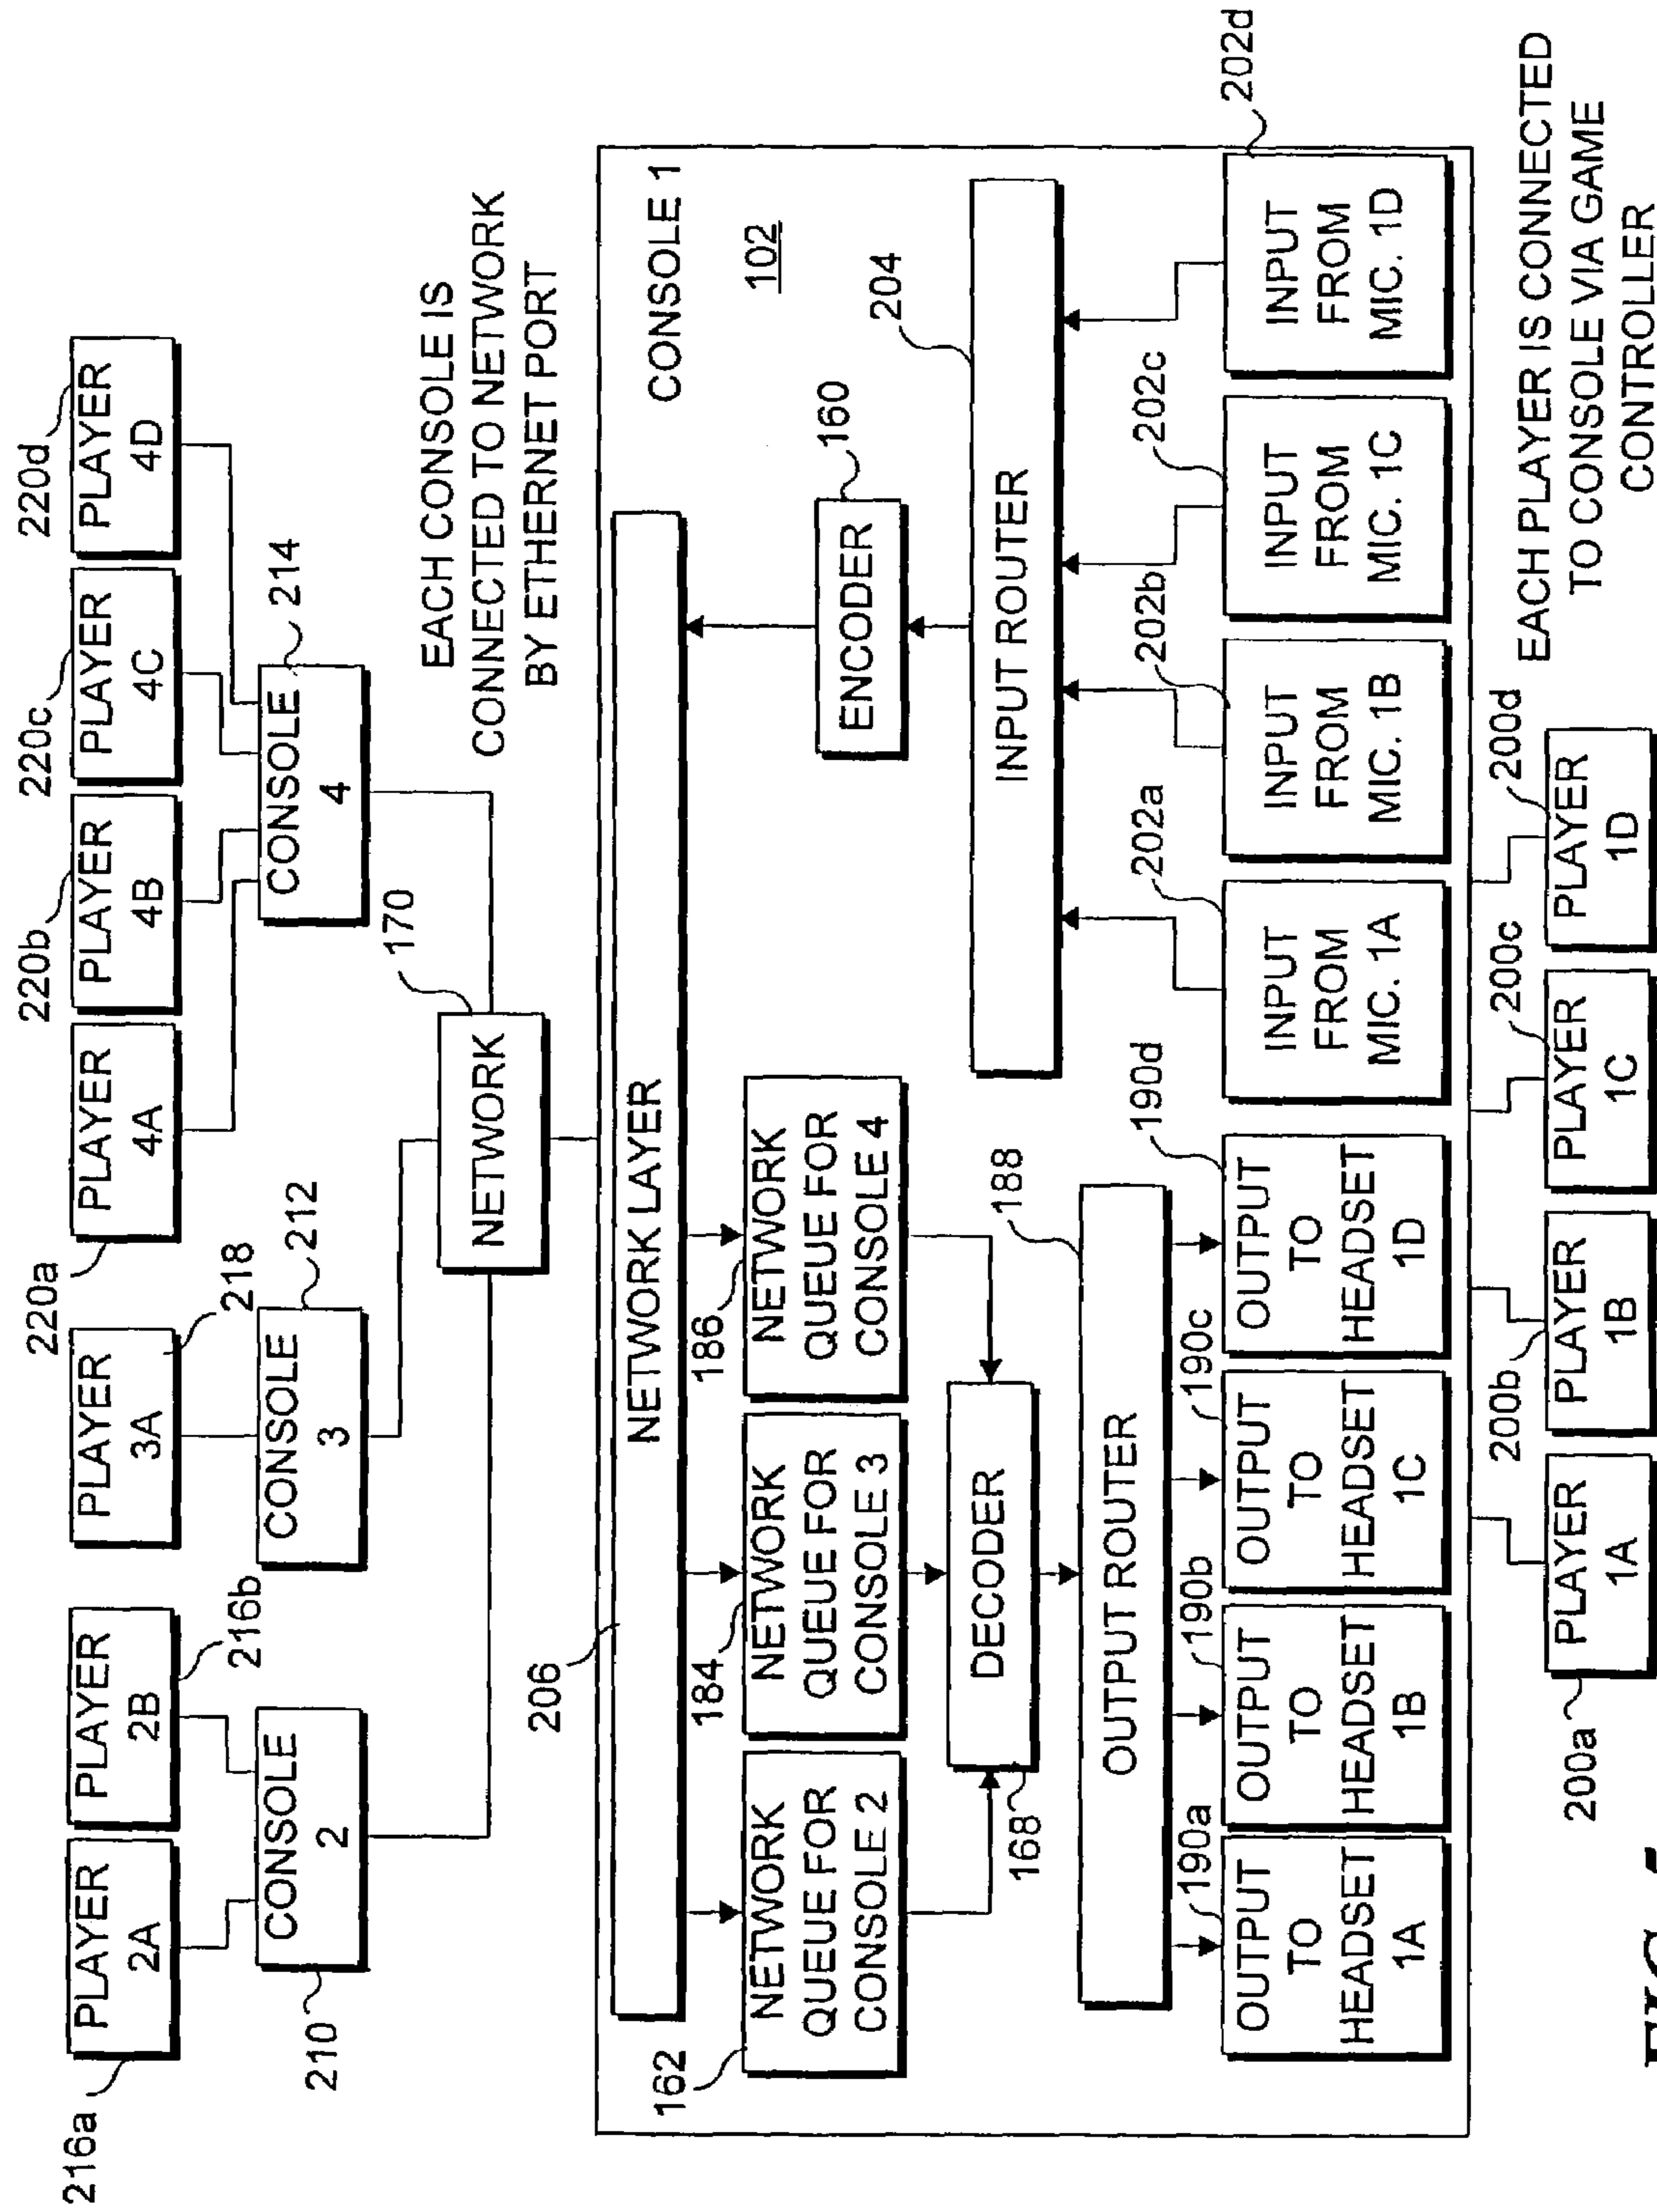 216a
216b
218
220a
220b
220c
220d
PLAYER
2A
PLAYER
2B
PLAYER
3A
PLAYER
4A
PLAYER
4B
PLAYER
4C
PLAYER
4D
210
CONSOLE
2
CONSOLE
3
212
CONSOLE
4
214
NETWORK
170
EACH CONSOLE IS
CONNECTED TO NETWORK
BY ETHERNET PORT
206
NETWORK LAYER
CONSOLE 1
102
162
NETWORK
QUEUE FOR
CONSOLE 2
184
NETWORK
QUEUE FOR
CONSOLE 3
186
NETWORK
QUEUE FOR
CONSOLE 4
ENCODER
160
168
DECODER
188
OUTPUT ROUTER
INPUT ROUTER
204
190a
190b
190c
190d
202a
202b
202c
202d
OUTPUT
TO
HEADSET
1A
OUTPUT
TO
HEADSET
1B
OUTPUT
TO
HEADSET
1C
OUTPUT
TO
HEADSET
1D
INPUT
FROM
MIC. 1A
INPUT
FROM
MIC. 1B
INPUT
FROM
MIC. 1C
INPUT
FROM
MIC. 1D
200a
PLAYER
1A
200b
PLAYER
1B
200c
PLAYER
1C
200d
PLAYER
1D
EACH PLAYER IS CONNECTED
TO CONSOLE VIA GAME
CONTROLLER